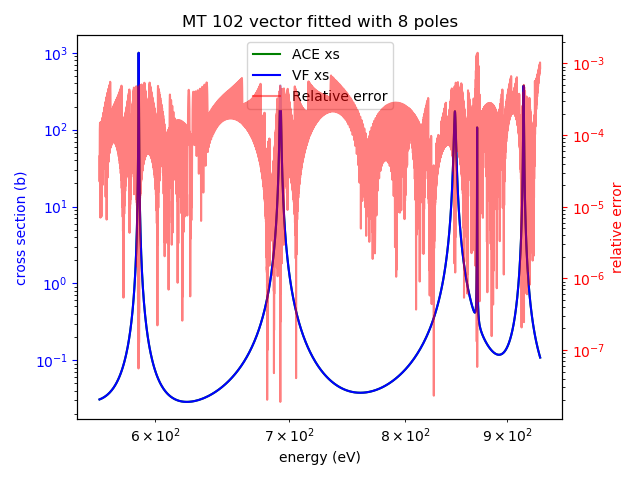 MT 102 vector fitted with 8 poles
ACE xs
VF xs
Relative error
cross section (b)
10³
10²
10¹
10⁰
10⁻¹
10⁻³
10⁻⁴
10⁻⁵
10⁻⁶
10⁻⁷
relative error
6 × 10² 7 × 10² 8 × 10² 9 × 10²
energy (eV)